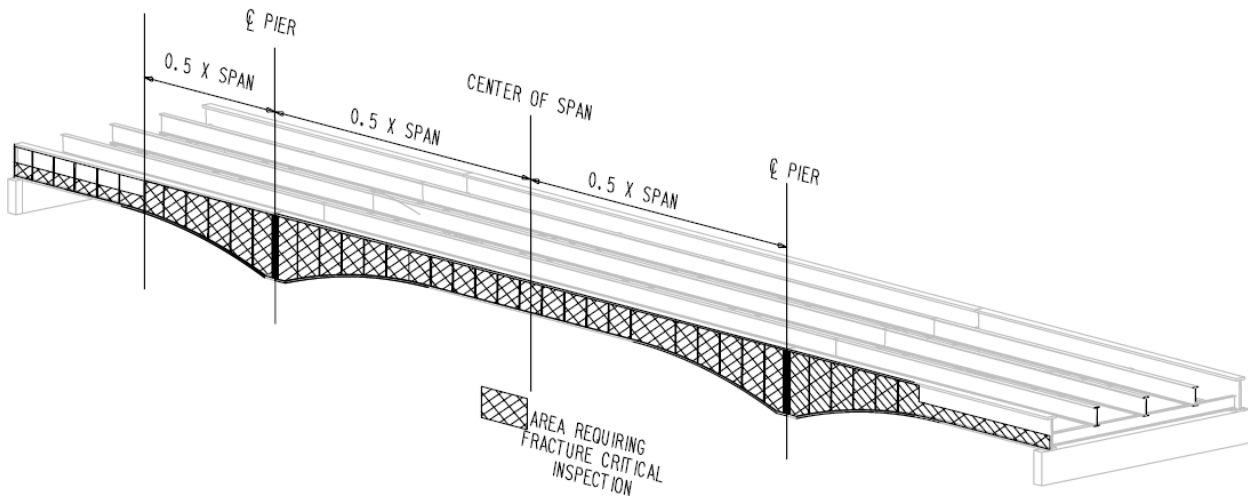 ℄ PIER
0.5 X SPAN
CENTER OF SPAN
0.5 X SPAN
℄ PIER
0.5 X SPAN
AREA REQUIRING
FRACTURE CRITICAL
INSPECTION